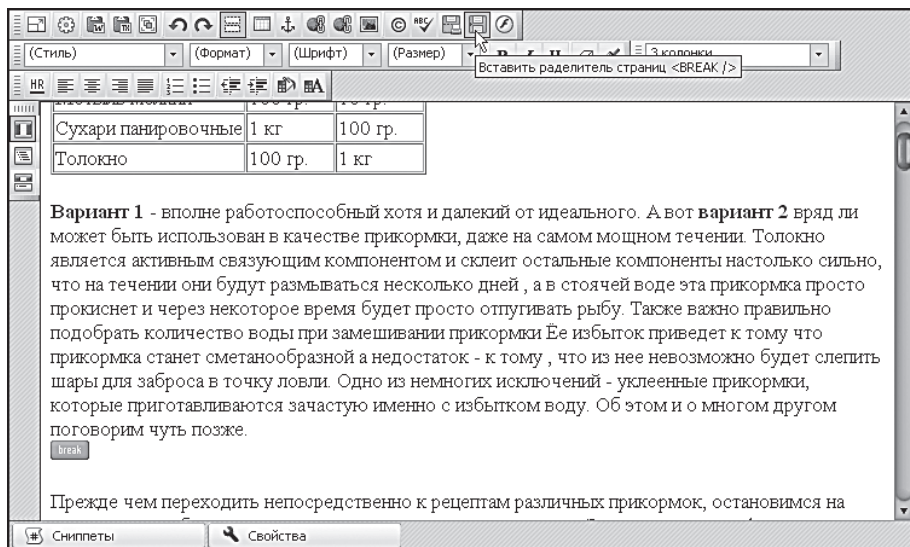 ABC
(Стиль) (Формат) (Шрифт) (Размер) 3 колонки
Вставить раделитель страниц <BREAK />
HR
Сухари панировочные 1 кг 100 гр.
Толокно 100 гр. 1 кг
Вариант 1 - вполне работоспособный хотя и далекий от идеального. А вот вариант 2 вряд ли
может быть использован в качестве прикормки, даже на самом мощном течении. Толокно
является активным связующим компонентом и склеит остальные компоненты настолько сильно,
что на течении они будут размываться несколько дней , а в стоячей воде эта прикормка просто
прокиснет и через некоторое время будет просто отпугивать рыбу. Также важно правильно
подобрать количество воды при замешивании прикормки Ёе избыток приведет к тому что
прикормка станет сметанообразной а недостаток - к тому , что из нее невозможно будет слепить
шары для заброса в точку ловли. Одно из немногих исключений - уклеенные прикормки,
которые приготавливаются зачастую именно с избытком воду. Об этом и о многом другом
поговорим чуть позже.
break
Прежде чем переходить непосредственно к рецептам различных прикормок, остановимся на
Сниппеты Свойства